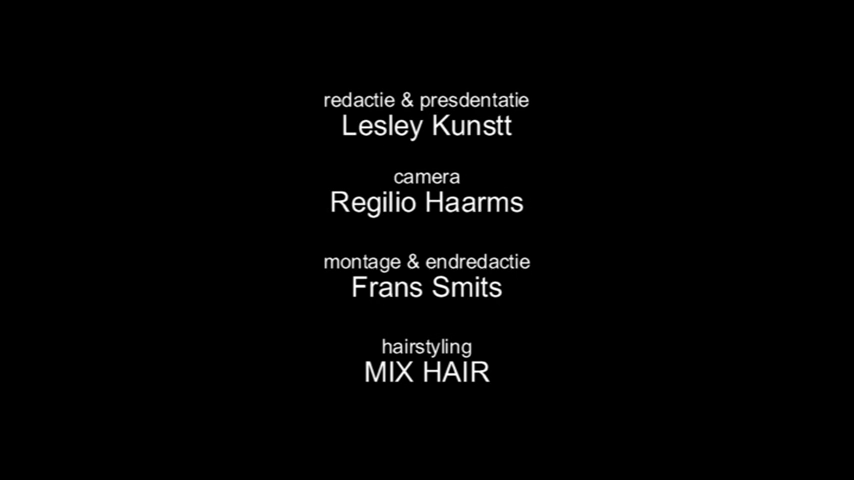 redactie & presdentatie
Lesley Kunstt
camera
Regilio Haarms
montage & endredactie
Frans Smits
hairstyling
MIX HAIR